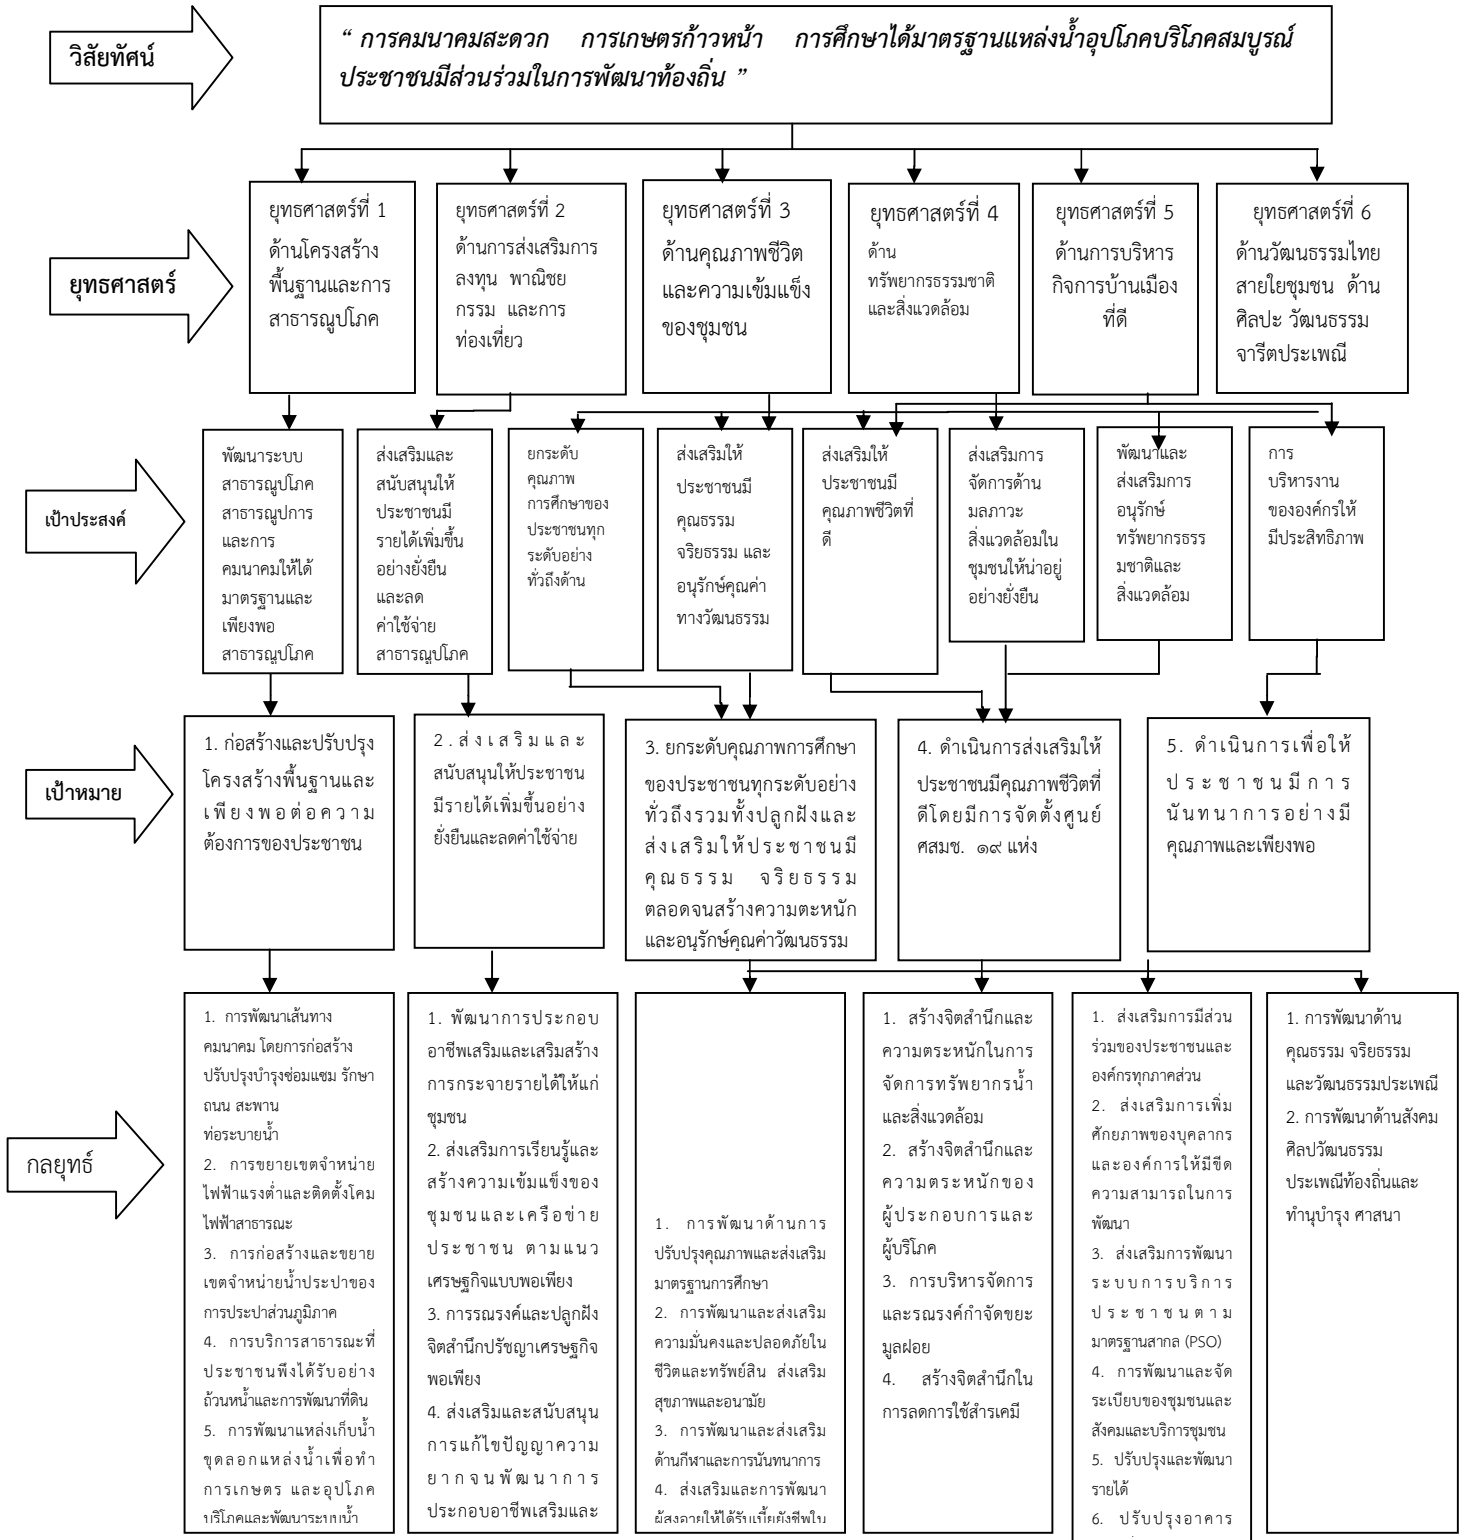 วิสัยทัศน์
“ การคมนาคมสะดวก การเกษตรก้าวหน้า การศึกษาได้มาตรฐานแหล่งน้ำอุปโภคบริโภคสมบูรณ์
ประชาชนมีส่วนร่วมในการพัฒนาท้องถิ่น ”
ยุทธศาสตร์
ยุทธศาสตร์ที่ 1
ด้านโครงสร้าง
พื้นฐานและการ
สาธารณูปโภค
ยุทธศาสตร์ที่ 2
ด้านการส่งเสริมการ
ลงทุน พาณิชย
กรรม และการ
ท่องเที่ยว
ยุทธศาสตร์ที่ 3
ด้านคุณภาพชีวิต
และความเข้มแข็ง
ของชุมชน
ยุทธศาสตร์ที่ 4
ด้าน
ทรัพยากรธรรมชาติ
และสิ่งแวดล้อม
ยุทธศาสตร์ที่ 5
ด้านการบริหาร
กิจการบ้านเมือง
ที่ดี
ยุทธศาสตร์ที่ 6
ด้านวัฒนธรรมไทย
สายใยชุมชน ด้าน
ศิลปะ วัฒนธรรม
จารีตประเพณี
เป้าประสงค์
พัฒนาระบบ
สาธารณูปโภค
สาธารณูปการ
และการ
คมนาคมให้ได้
มาตรฐานและ
เพียงพอ
สาธารณูปโภค
ส่งเสริมและ
สนับสนุนให้
ประชาชนมี
รายได้เพิ่มขึ้น
อย่างยั่งยืน
และลด
ค่าใช้จ่าย
สาธารณูปโภค
ยกระดับ
คุณภาพ
การศึกษาของ
ประชาชนทุก
ระดับอย่าง
ทั่วถึงด้าน
ส่งเสริมให้
ประชาชนมี
คุณธรรม
จริยธรรม และ
อนุรักษ์คุณค่า
ทางวัฒนธรรม
ส่งเสริมให้
ประชาชนมี
คุณภาพชีวิตที่
ดี
ส่งเสริมการ
จัดการด้าน
มลภาวะ
สิ่งแวดล้อมใน
ชุมชนให้น่าอยู่
อย่างยั่งยืน
พัฒนาและ
ส่งเสริมการ
อนุรักษ์
ทรัพยากรธรร
มชาติและ
สิ่งแวดล้อม
การ
บริหารงาน
ขององค์กรให้
มีประสิทธิภาพ
เป้าหมาย
1. ก่อสร้างและปรับปรุง
โครงสร้างพื้นฐานและ
เพียงพอต่อความ
ต้องการของประชาชน
2.ส่งเสริมและ
สนับสนุนให้ประชาชน
มีรายได้เพิ่มขึ้นอย่าง
ยั่งยืนและลดค่าใช้จ่าย
3. ยกระดับคุณภาพการศึกษา
ของประชาชนทุกระดับอย่าง
ทั่วถึงรวมทั้งปลูกฝังและ
ส่งเสริมให้ประชาชนมี
คุณธรรม จริยธรรม
ตลอดจนสร้างความตะหนัก
และอนุรักษ์คุณค่าวัฒนธรรม
4. ดำเนินการส่งเสริมให้
ประชาชนมีคุณภาพชีวิตที่
ดีโดยมีการจัดตั้งศูนย์
ศสมช. ๑๙ แห่ง
5. ดำเนินการเพื่อให้
ประชาชนมีการ
นันทนาการอย่างมี
คุณภาพและเพียงพอ
กลยุทธ์
1. การพัฒนาเส้นทาง
คมนาคม โดยการก่อสร้าง
ปรับปรุงบำรุงซ่อมแซม รักษา
ถนน สะพาน
ท่อระบายน้ำ
2. การขยายเขตจำหน่าย
ไฟฟ้าแรงต่ำและติดตั้งโคม
ไฟฟ้าสาธารณะ
3. การก่อสร้างและขยาย
เขตจำหน่ายน้ำประปาของ
การประปาส่วนภูมิภาค
4. การบริการสาธารณะที่
ประชาชนพึงได้รับอย่าง
ถ้วนหน้าและการพัฒนาที่ดิน
5. การพัฒนาแหล่งเก็บน้ำ
ขุดลอกแหล่งน้ำเพื่อทำ
การเกษตร และอุปโภค
บริโภคและพัฒนาระบบน้ำ
1. พัฒนาการประกอบ
อาชีพเสริมและเสริมสร้าง
การกระจายรายได้ให้แก่
ชุมชน
2. ส่งเสริมการเรียนรู้และ
สร้างความเข้มแข็งของ
ชุมชนและเครือข่าย
ประชาชน ตามแนว
เศรษฐกิจแบบพอเพียง
3. การรณรงค์และปลูกฝัง
จิตสำนึกปรัชญาเศรษฐกิจ
พอเพียง
4. ส่งเสริมและสนับสนุน
การแก้ไขปัญญาความ
ยากจนพัฒนาการ
ประกอบอาชีพเสริมและ
1. การพัฒนาด้านการ
ปรับปรุงคุณภาพและส่งเสริม
มาตรฐานการศึกษา
2. การพัฒนาและส่งเสริม
ความมั่นคงและปลอดภัยใน
ชีวิตและทรัพย์สิน ส่งเสริม
สุขภาพและอนามัย
3. การพัฒนาและส่งเสริม
ด้านกีฬาและการนันทนาการ
4. ส่งเสริมและการพัฒนา
ผู้สูงอายุให้ได้รับเบี้ยยังชีพใน
1. สร้างจิตสำนึกและ
ความตระหนักในการ
จัดการทรัพยากรน้ำ
และสิ่งแวดล้อม
2. สร้างจิตสำนึกและ
ความตระหนักของ
ผู้ประกอบการและ
ผู้บริโภค
3. การบริหารจัดการ
และรณรงค์กำจัดขยะ
มูลฝอย
4. สร้างจิตสำนึกใน
การลดการใช้สารเคมี
1. ส่งเสริมการมีส่วน
ร่วมของประชาชนและ
องค์กรทุกภาคส่วน
2. ส่งเสริมการเพิ่ม
ศักยภาพของบุคลากร
และองค์การให้มีขีด
ความสามารถในการ
พัฒนา
3. ส่งเสริมการพัฒนา
ระบบการบริการ
ประชาชนตาม
มาตรฐานสากล (PSO)
4. การพัฒนาและจัด
ระเบียบของชุมชนและ
สังคมและบริการชุมชน
5. ปรับปรุงและพัฒนา
รายได้
6. ปรับปรุงอาคาร
1. การพัฒนาด้าน
คุณธรรม จริยธรรม
และวัฒนธรรมประเพณี
2. การพัฒนาด้านสังคม
ศิลปวัฒนธรรม
ประเพณีท้องถิ่นและ
ทำนุบำรุง ศาสนา